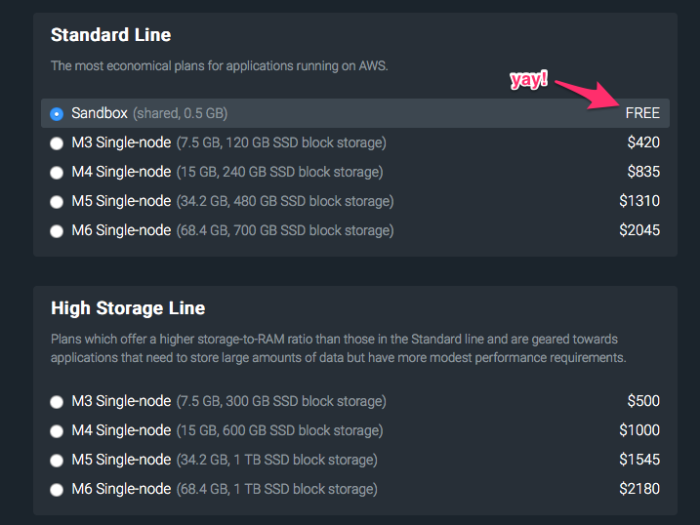 Standard Line
The most economical plans for applications running on AWS.
yay!
Sandbox (shared, 0.5 GB) FREE
M3 Single-node (7.5 GB, 120 GB SSD block storage) $420
M4 Single-node (15 GB, 240 GB SSD block storage) $835
M5 Single-node (34.2 GB, 480 GB SSD block storage) $1310
M6 Single-node (68.4 GB, 700 GB SSD block storage) $2045
High Storage Line
Plans which offer a higher storage-to-RAM ratio than those in the Standard line and are geared towards
applications that need to store large amounts of data but have more modest performance requirements.
M3 Single-node (7.5 GB, 300 GB SSD block storage) $500
M4 Single-node (15 GB, 600 GB SSD block storage) $1000
M5 Single-node (34.2 GB, 1 TB SSD block storage) $1545
M6 Single-node (68.4 GB, 1 TB SSD block storage) $2180